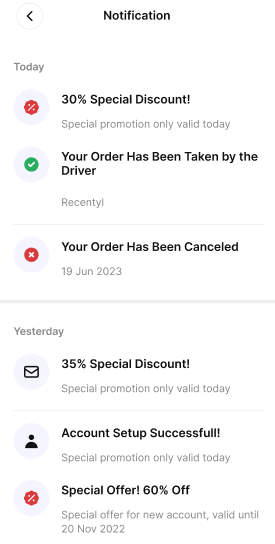 Notification
Today
30% Special Discount!
Special promotion only valid today
Your Order Has Been Taken by the
Driver
Recentyl
Your Order Has Been Canceled
19 Jun 2023
Yesterday
35% Special Discount!
Special promotion only valid today
Account Setup Successfull!
Special promotion only valid today
Special Offer! 60% Off
Special offer for new account, valid until
20 Nov 2022